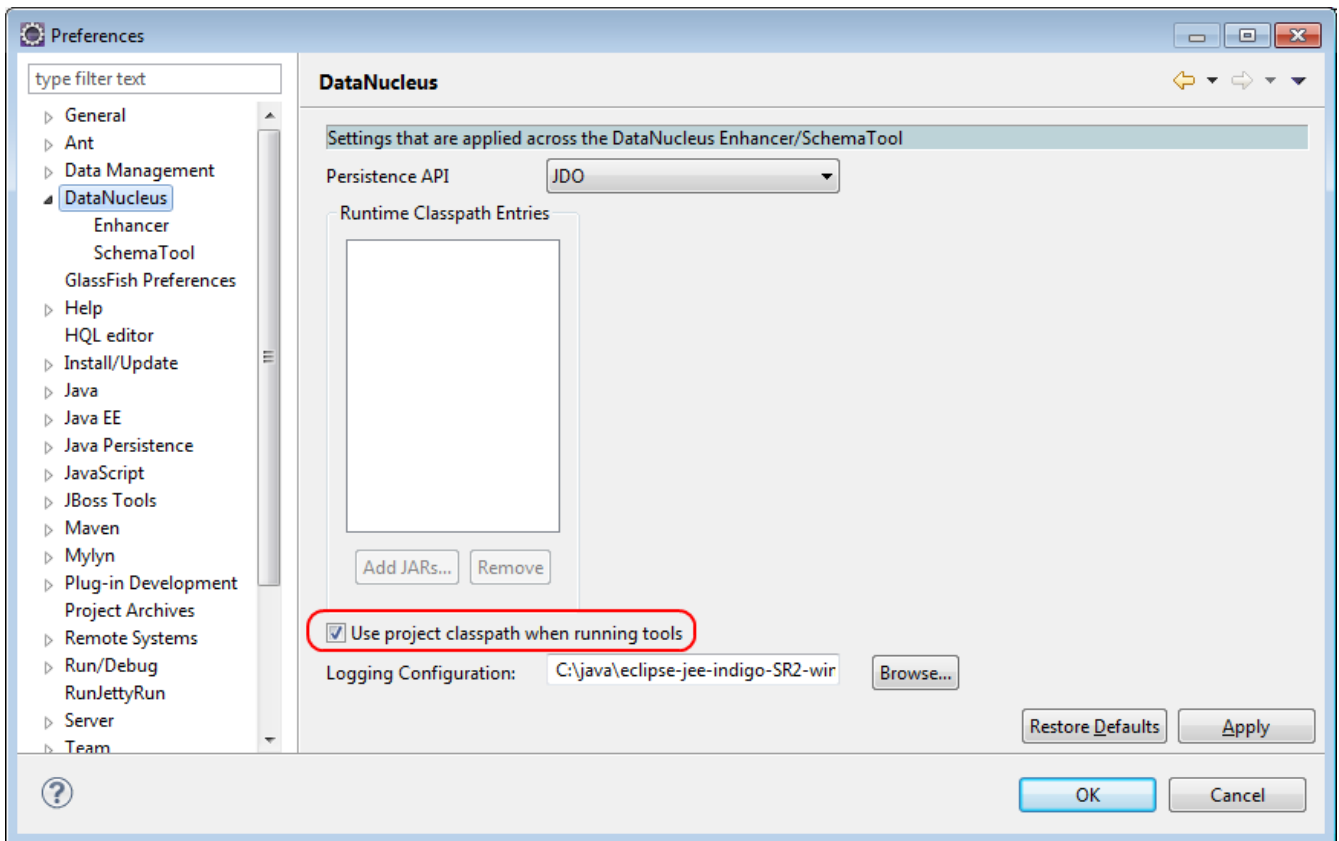 Preferences
type filter text
General
Ant
Data Management
DataNucleus
Enhancer
SchemaTool
GlassFish Preferences
Help
HQL editor
Install/Update
Java
Java EE
Java Persistence
JavaScript
JBoss Tools
Maven
Mylyn
Plug-in Development
Project Archives
Remote Systems
Run/Debug
RunJettyRun
Server
Team
DataNucleus
Settings that are applied across the DataNucleus Enhancer/SchemaTool
Persistence API JDO
Runtime Classpath Entries
Add JARs... Remove
Use project classpath when running tools
Logging Configuration: C:\java\eclipse-jee-indigo-SR2-wir Browse...
Restore Defaults Apply
? OK Cancel